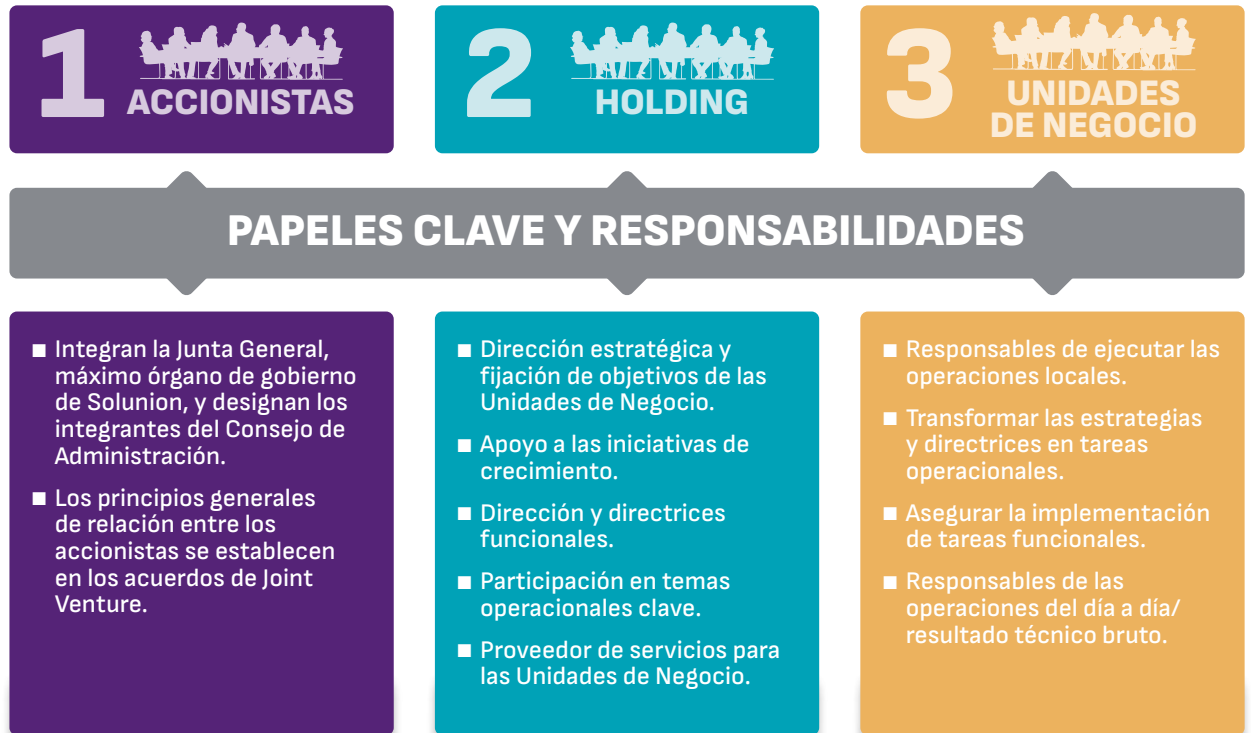 1
ACCIONISTAS
2
HOLDING
3
UNIDADES
DE NEGOCIO
PAPELES CLAVE Y RESPONSABILIDADES
■ Integran la Junta General,
máximo órgano de gobierno
de Solunion, y designan los
integrantes del Consejo de
Administración.
■ Los principios generales
de relación entre los
accionistas se establecen
en los acuerdos de Joint
Venture.
■ Dirección estratégica y
fijación de objetivos de las
Unidades de Negocio.
■ Apoyo a las iniciativas de
crecimiento.
■ Dirección y directrices
funcionales.
■ Participación en temas
operacionales clave.
■ Proveedor de servicios para
las Unidades de Negocio.
■ Responsables de ejecutar las
operaciones locales.
■ Transformar las estrategias
y directrices en tareas
operacionales.
■ Asegurar la implementación
de tareas funcionales.
■ Responsables de las
operaciones del día a día/
resultado técnico bruto.